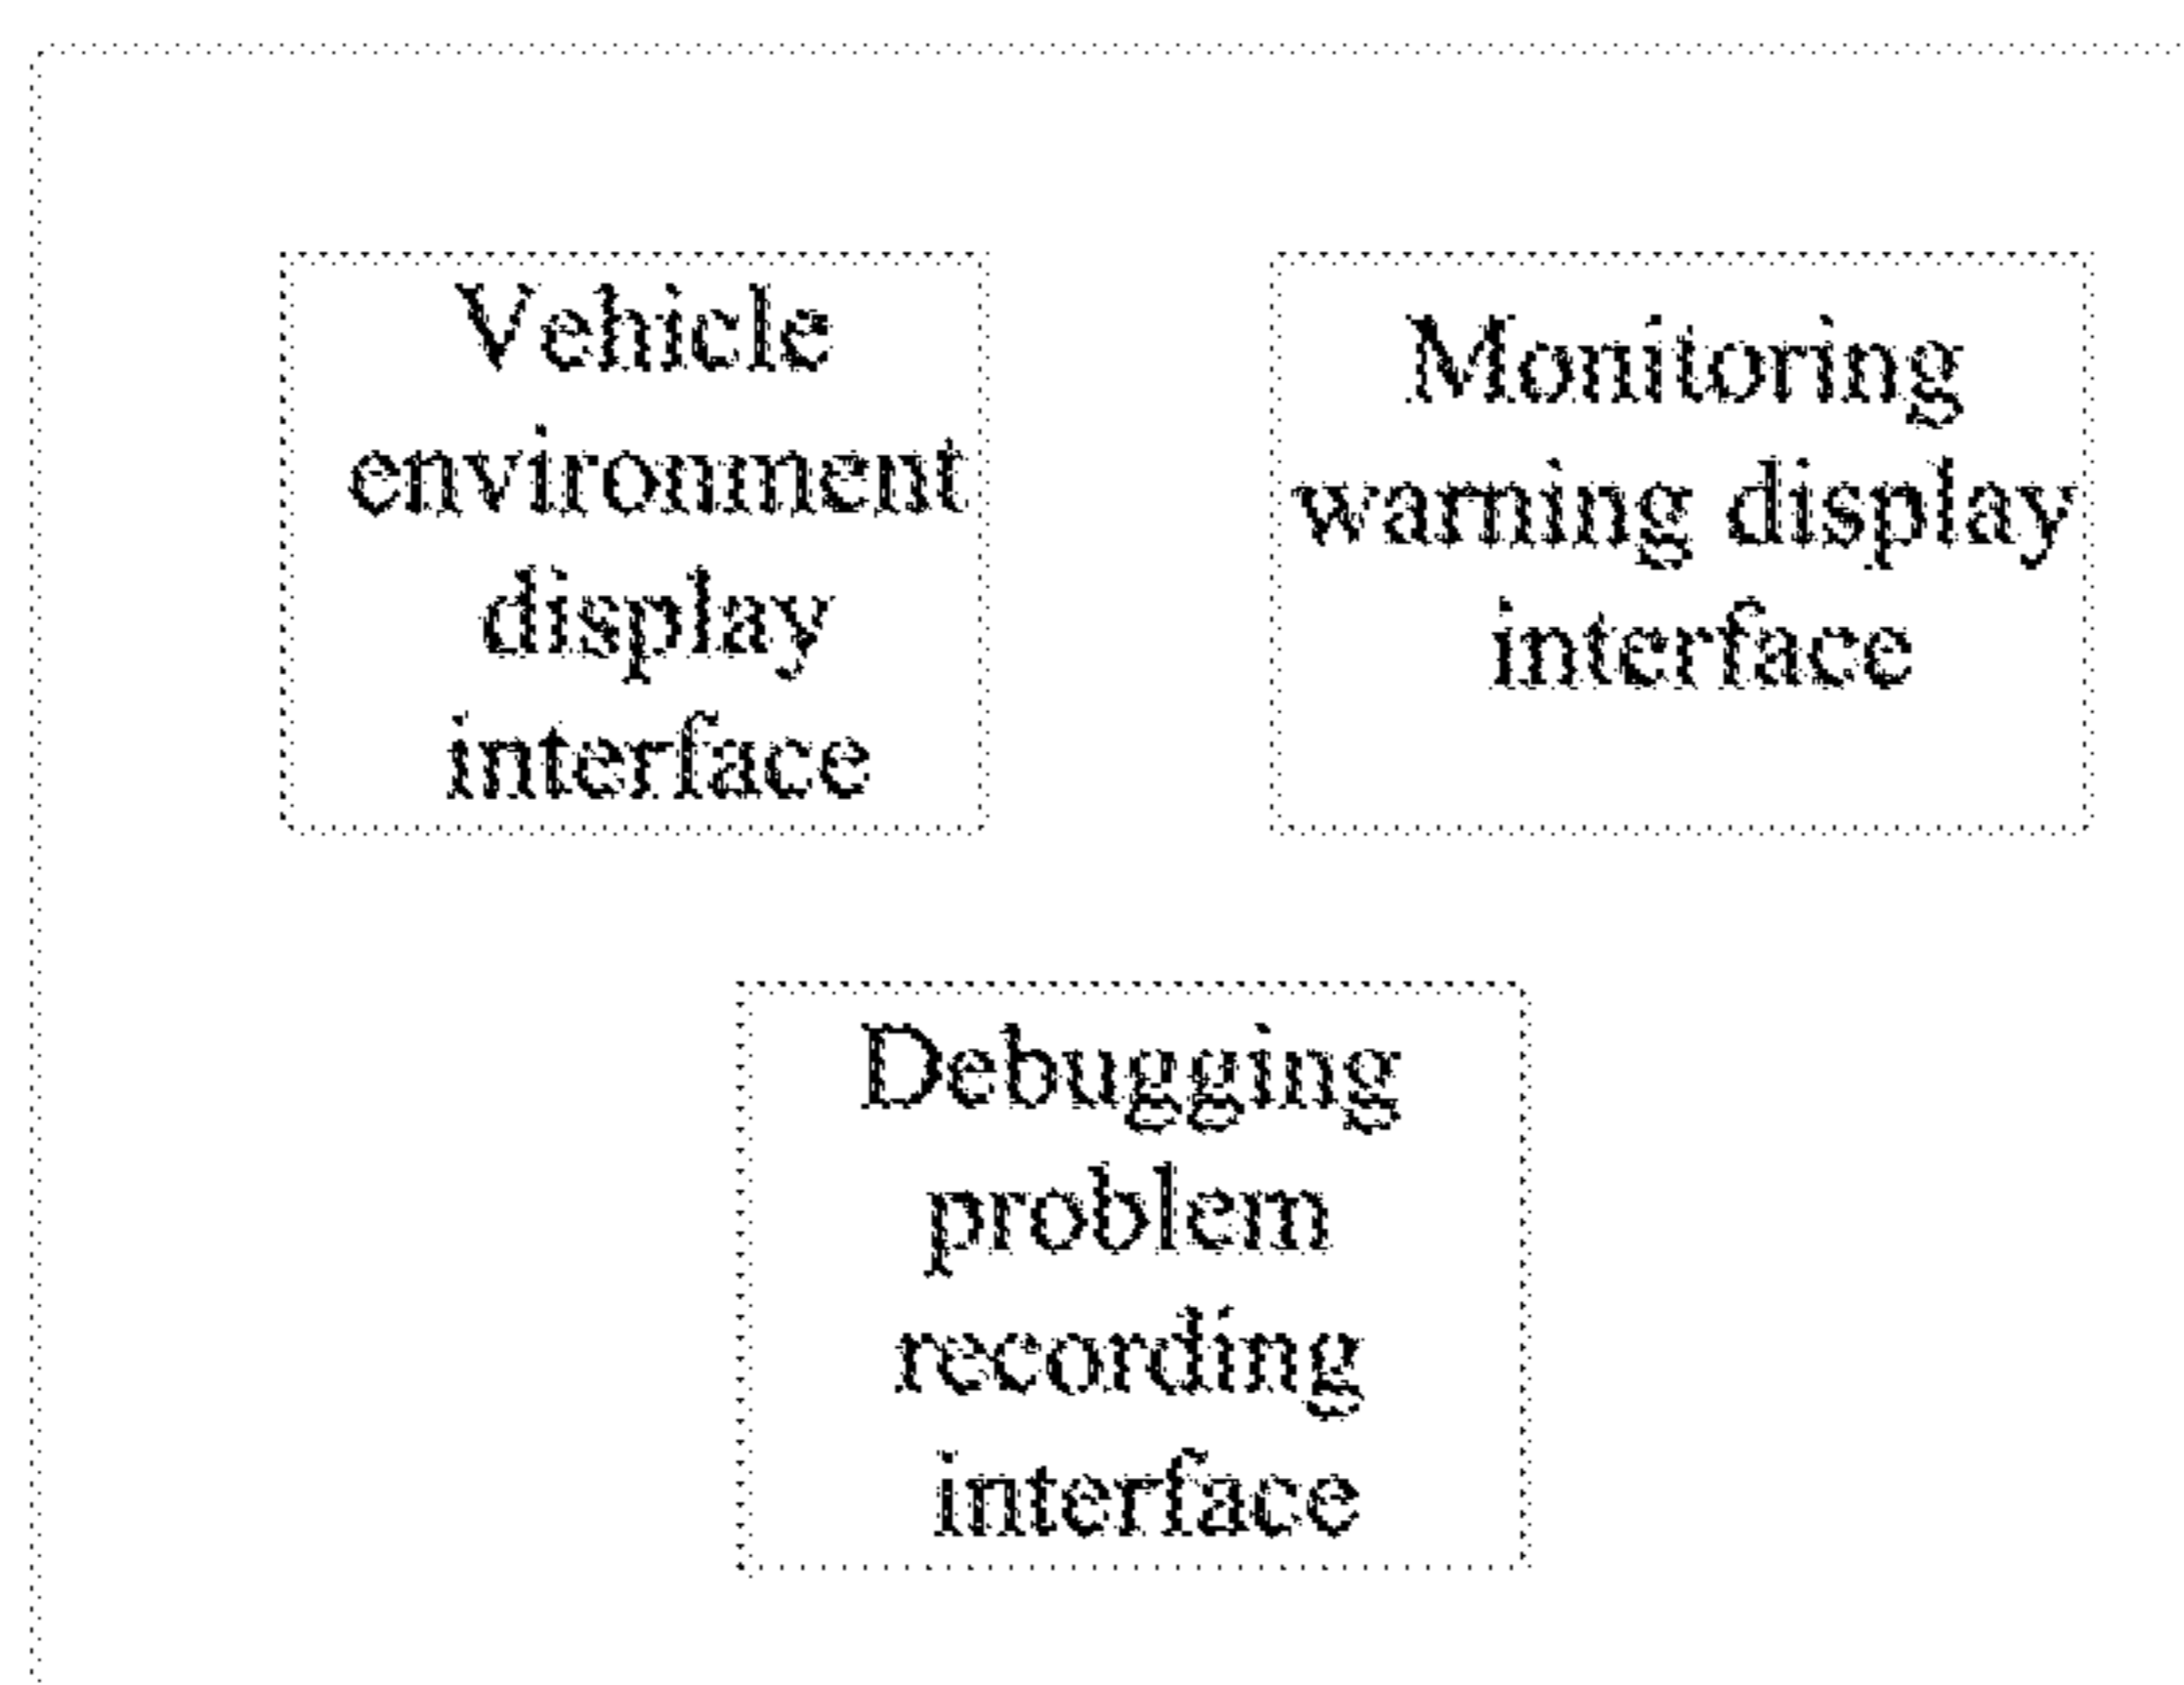 Vehicle
environment
display
interface
Monitoring
warning display
interface
Debugging
problem
recording
interface